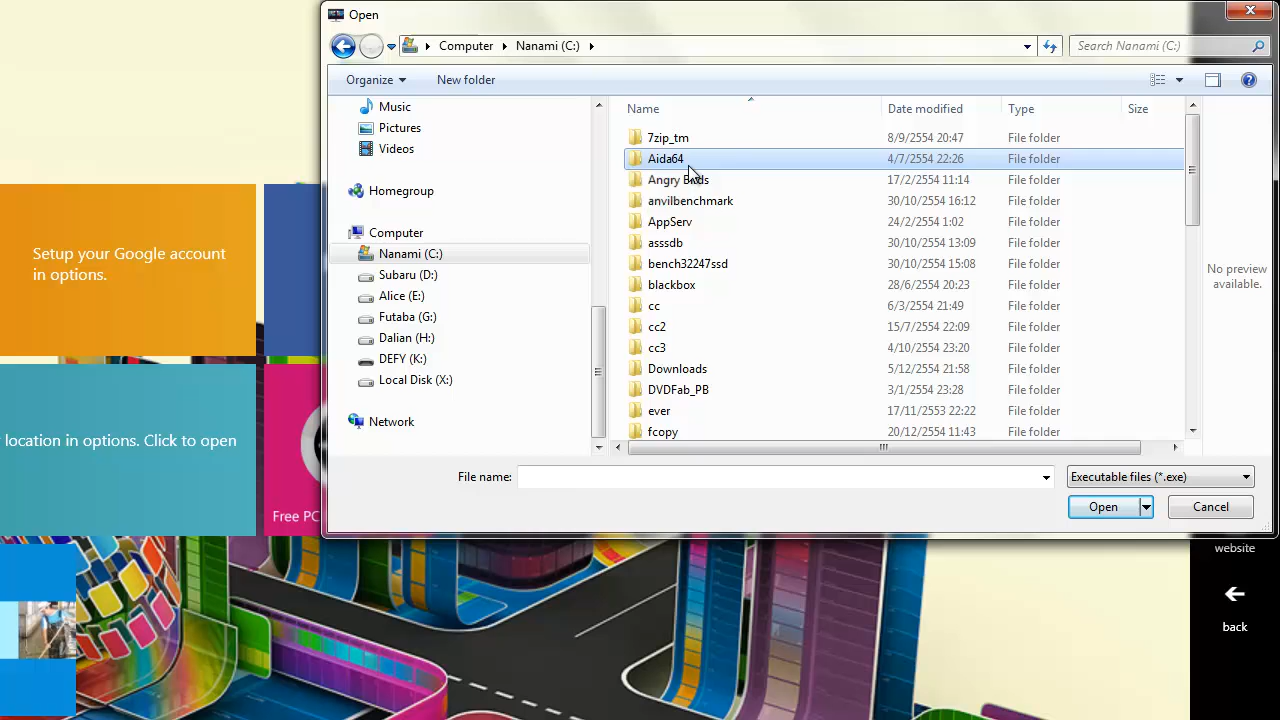 Open
Computer
Nanami (C:)
Search Nanami (C:)
Organize
New folder
Music
Pictures
Videos
Homegroup
Computer
Nanami (C:)
Subaru (D:)
Alice (E:)
Futaba (G:)
Dalian (H:)
DEFY (K:)
Local Disk (X:)
Network
Name Date modified Type Size
7zip_tm 8/9/2554 20:47 File folder
Aida64 4/7/2554 22:26 File folder
Angry Birds 17/2/2554 11:14 File folder
anvilbenchmark 30/10/2554 16:12 File folder
AppServ 24/2/2554 1:02 File folder
asssdb 30/10/2554 13:09 File folder
bench32247ssd 30/10/2554 15:08 File folder
blackbox 28/6/2554 20:23 File folder
cc 6/3/2554 21:49 File folder
cc2 15/7/2554 22:09 File folder
cc3 4/10/2554 23:20 File folder
Downloads 5/12/2554 21:58 File folder
DVDFab_PB 3/1/2554 23:28 File folder
ever 17/11/2553 22:22 File folder
fcopy 20/12/2554 11:43 File folder
No preview
available.
File name:
Executable files (*.exe)
Open
Cancel
Setup your Google account
in options.
location in options. Click to open
Free PC
website
back